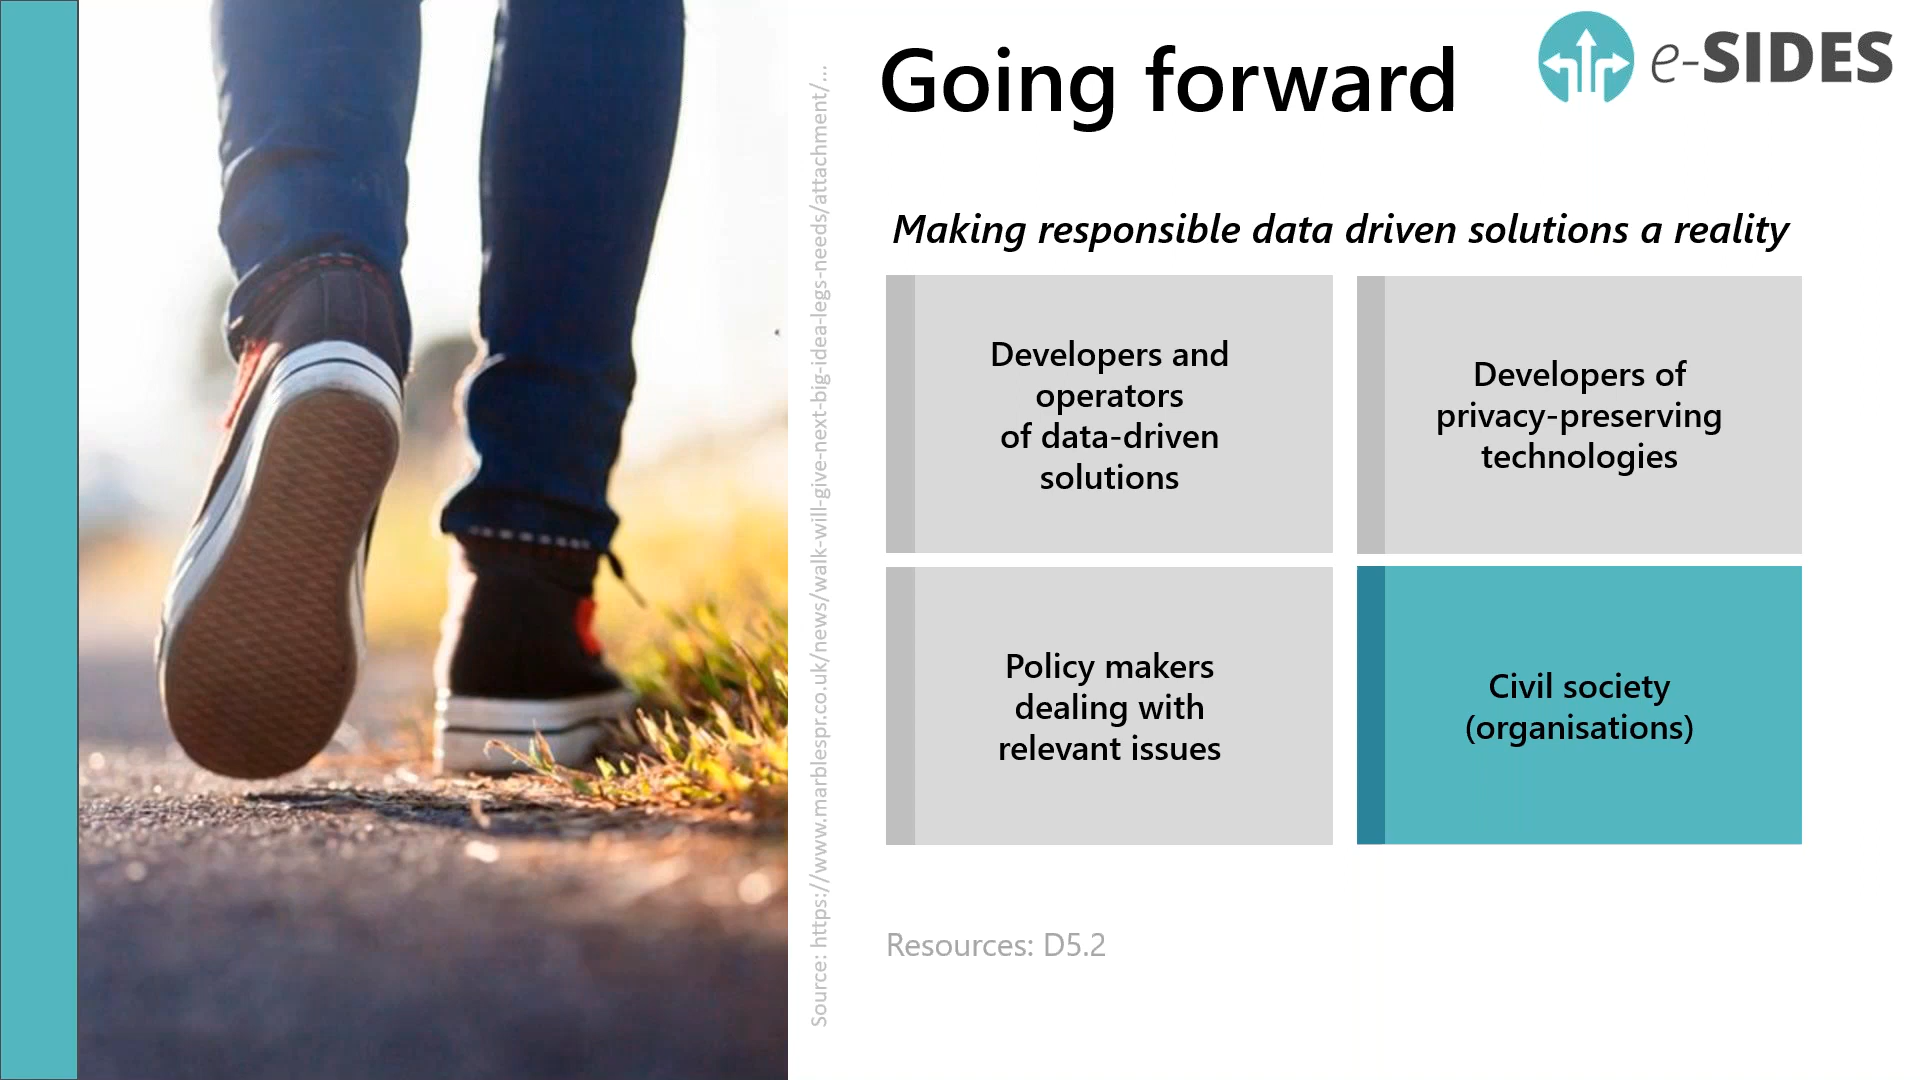 Going forward
e-SIDES
Making responsible data driven solutions a reality
Developers and
operators
of data-driven
solutions
Developers of
privacy-preserving
technologies
Policy makers
dealing with
relevant issues
Civil society
(organisations)
Resources: D5.2
Source: https://www.marblespr.co.uk/news/walk-will-give-next-big-idea-legs-needs/attachment/...